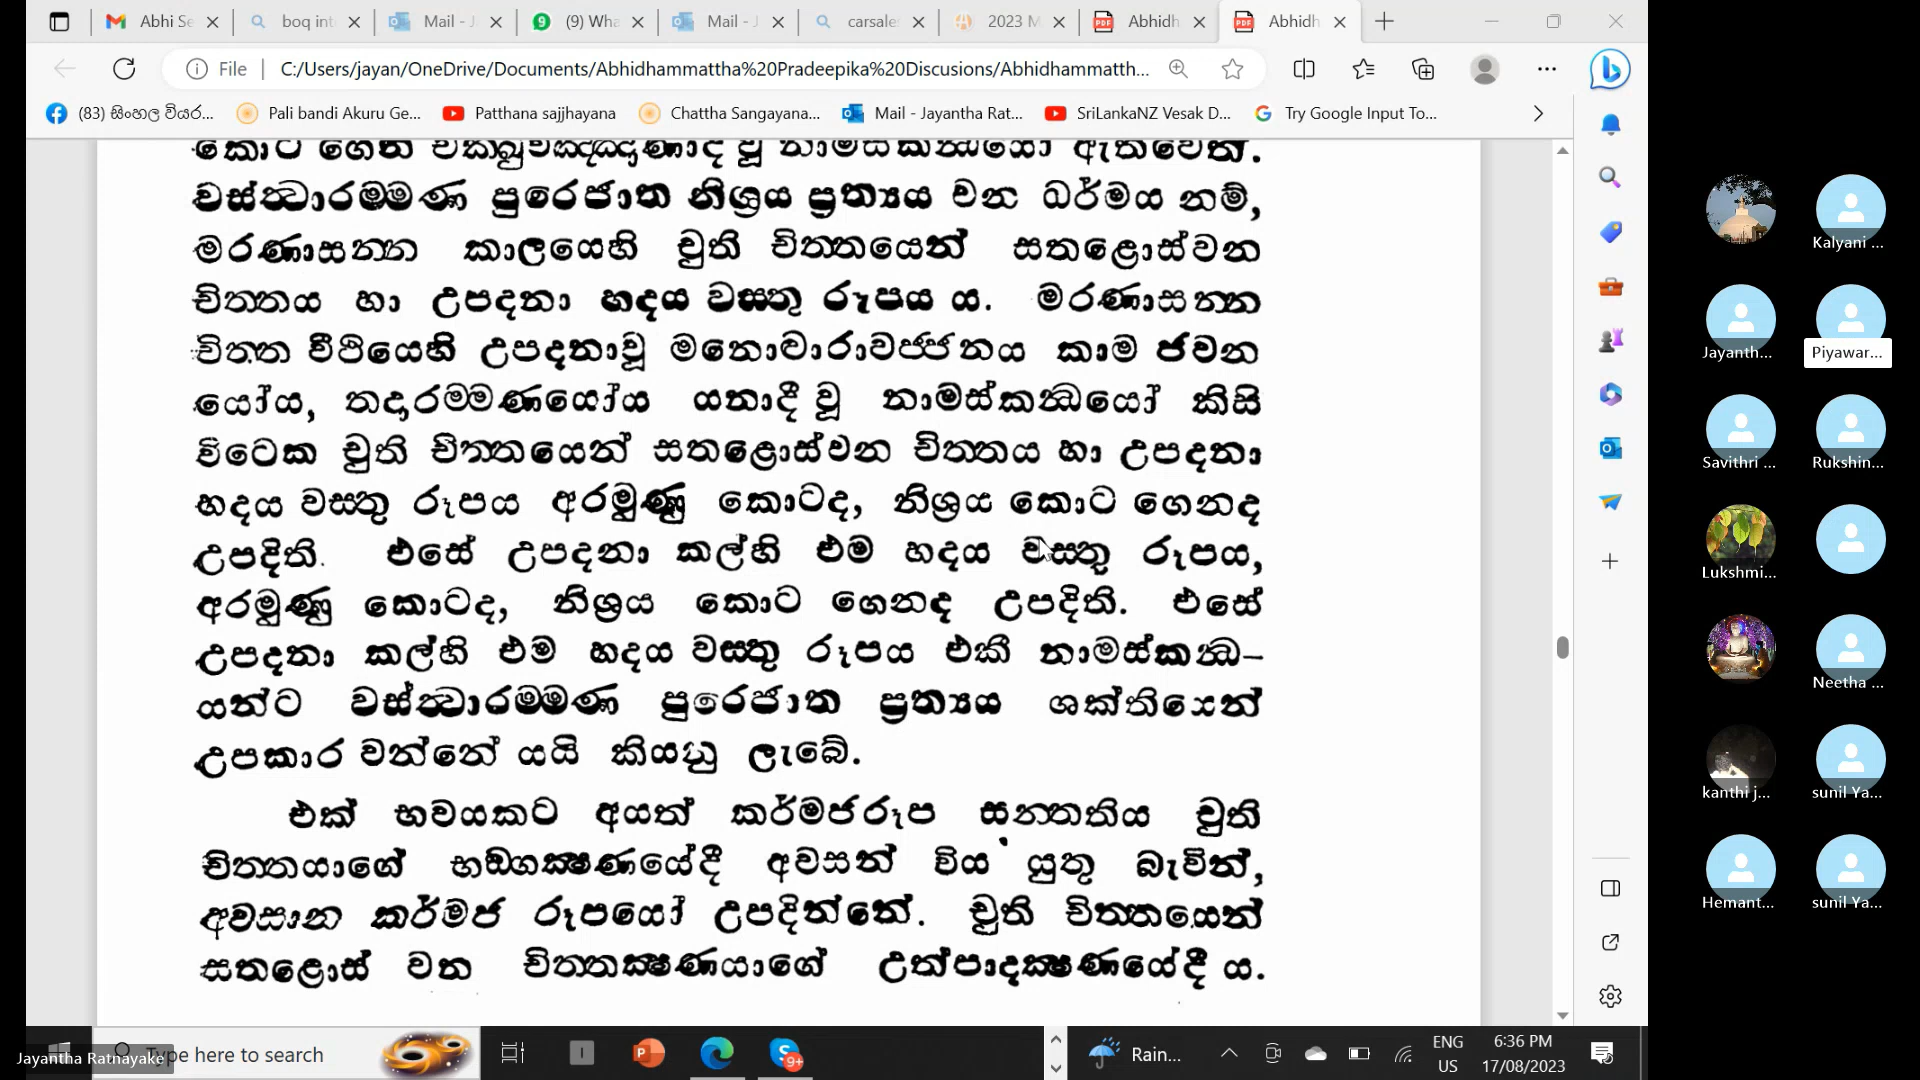 Abhi Se
boq int
Mail - J
(9) Wha
Mail - J
carsale
2023 M
Abhidh
Abhidh
File
C:/Users/jayan/OneDrive/Documents/Abhidhammattha%20Pradeepika%20Discusions/Abhidhammatth...
(83) සිංහල වියර...
Pali bandi Akuru Ge...
Patthana sajjhayana
Chattha Sangayana...
Mail - Jayantha Rat...
SriLankaNZ Vesak D...
Try Google Input To...
කොට ගෙන චක්ඛුවිඤ්ඤාණාදී වූ නාමස්කන්‍ධයෝ ඇතිවෙත්.
වස්ත්‍වාරම්මණ පුරෙජාත නිශ්‍රය ප්‍රත්‍යය වන ධර්මය නම්,
මරණාසන්න කාලයෙහි චුති චිත්තයෙන් සතළොස්වන
චිත්තය හා උපදනා හදය වස්තු රූපය ය. මරණාසන්න
චිත්ත වීථියෙහි උපදනාවූ මනොද්වාරාවජ්ජනය කාම ජවන
යෝය, තදාරම්මණයෝය යනාදී වූ නාමස්කන්‍ධයෝ කිසි
විටෙක චුති චිත්තයෙන් සතළොස්වන චිත්තය හා උපදනා
හදය වස්තු රූපය අරමුණු කොටද, නිශ්‍රය කොට ගෙනද
උපදිති. එසේ උපදනා කල්හි එම හදය වස්තු රූපය,
අරමුණු කොටද, නිශ්‍රය කොට ගෙනද උපදිති. එසේ
උපදනා කල්හි එම හදය වස්තු රූපය එකී නාමස්කන්‍ධ-
යන්ට වස්ත්‍වාරම්මණ පුරෙජාත ප්‍රත්‍යය ශක්තියෙන්
උපකාර වන්නේ යයි කියනු ලැබේ.
එක් භවයකට අයත් කර්මජරූප සන්තතිය චුති
චිත්තයාගේ භඞ්ගක්ෂණයේදී අවසන් විය යුතු බැවින්,
අවසාන කර්මජ රූපයෝ උපදින්නේ. චුති චිත්තයෙන්
සතළොස් වන චිත්තක්ෂණයාගේ උත්පාදක්ෂණයේදී ය.
Kalyani ...
Jayanth...
Piyawar...
Savithri ...
Rukshin...
Lukshmi...
Neetha ...
kanthi j...
sunil Ya...
Hemant...
sunil Ya...
Jayantha Ratnayake
Type here to search
9+
Rain...
ENG
US
6:36 PM
17/08/2023